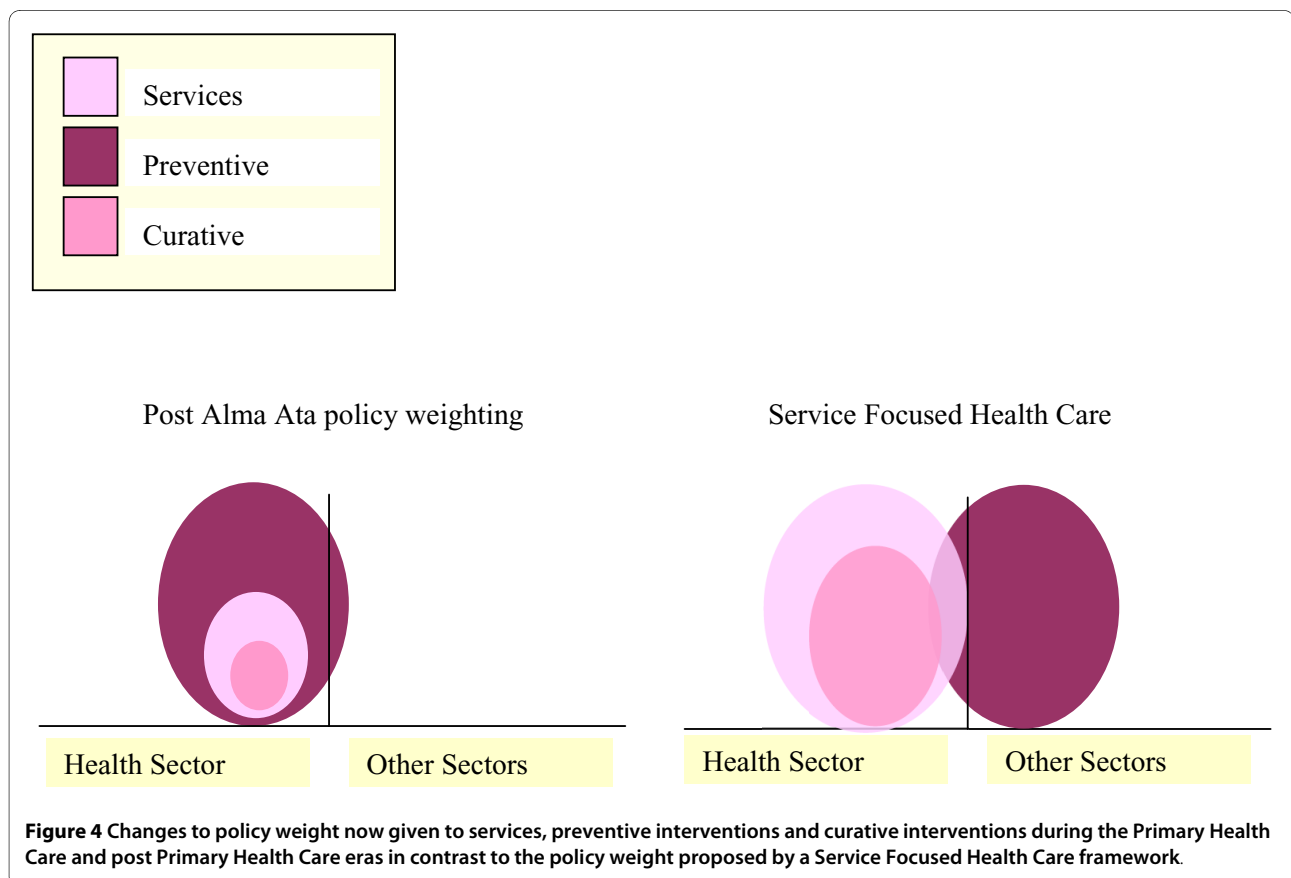 Services
Preventive
Curative
Post Alma Ata policy weighting
Service Focused Health Care
Health Sector
Other Sectors
Health Sector
Other Sectors
Figure 4 Changes to policy weight now given to services, preventive interventions and curative interventions during the Primary Health
Care and post Primary Health Care eras in contrast to the policy weight proposed by a Service Focused Health Care framework.